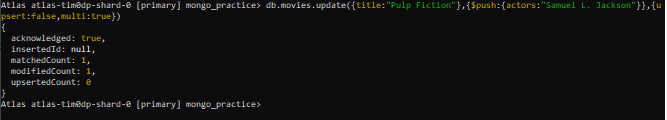 Atlas atlas-tim0dp-shard-0 [primary] mongo_practice> db.movies.update({title:"Pulp Fiction"},{$push:{actors:"Samuel L. Jackson"}},{u
psert:false,multi:true})
{
  acknowledged: true,
  insertedId: null,
  matchedCount: 1,
  modifiedCount: 1,
  upsertedCount: 0
}
Atlas atlas-tim0dp-shard-0 [primary] mongo_practice>